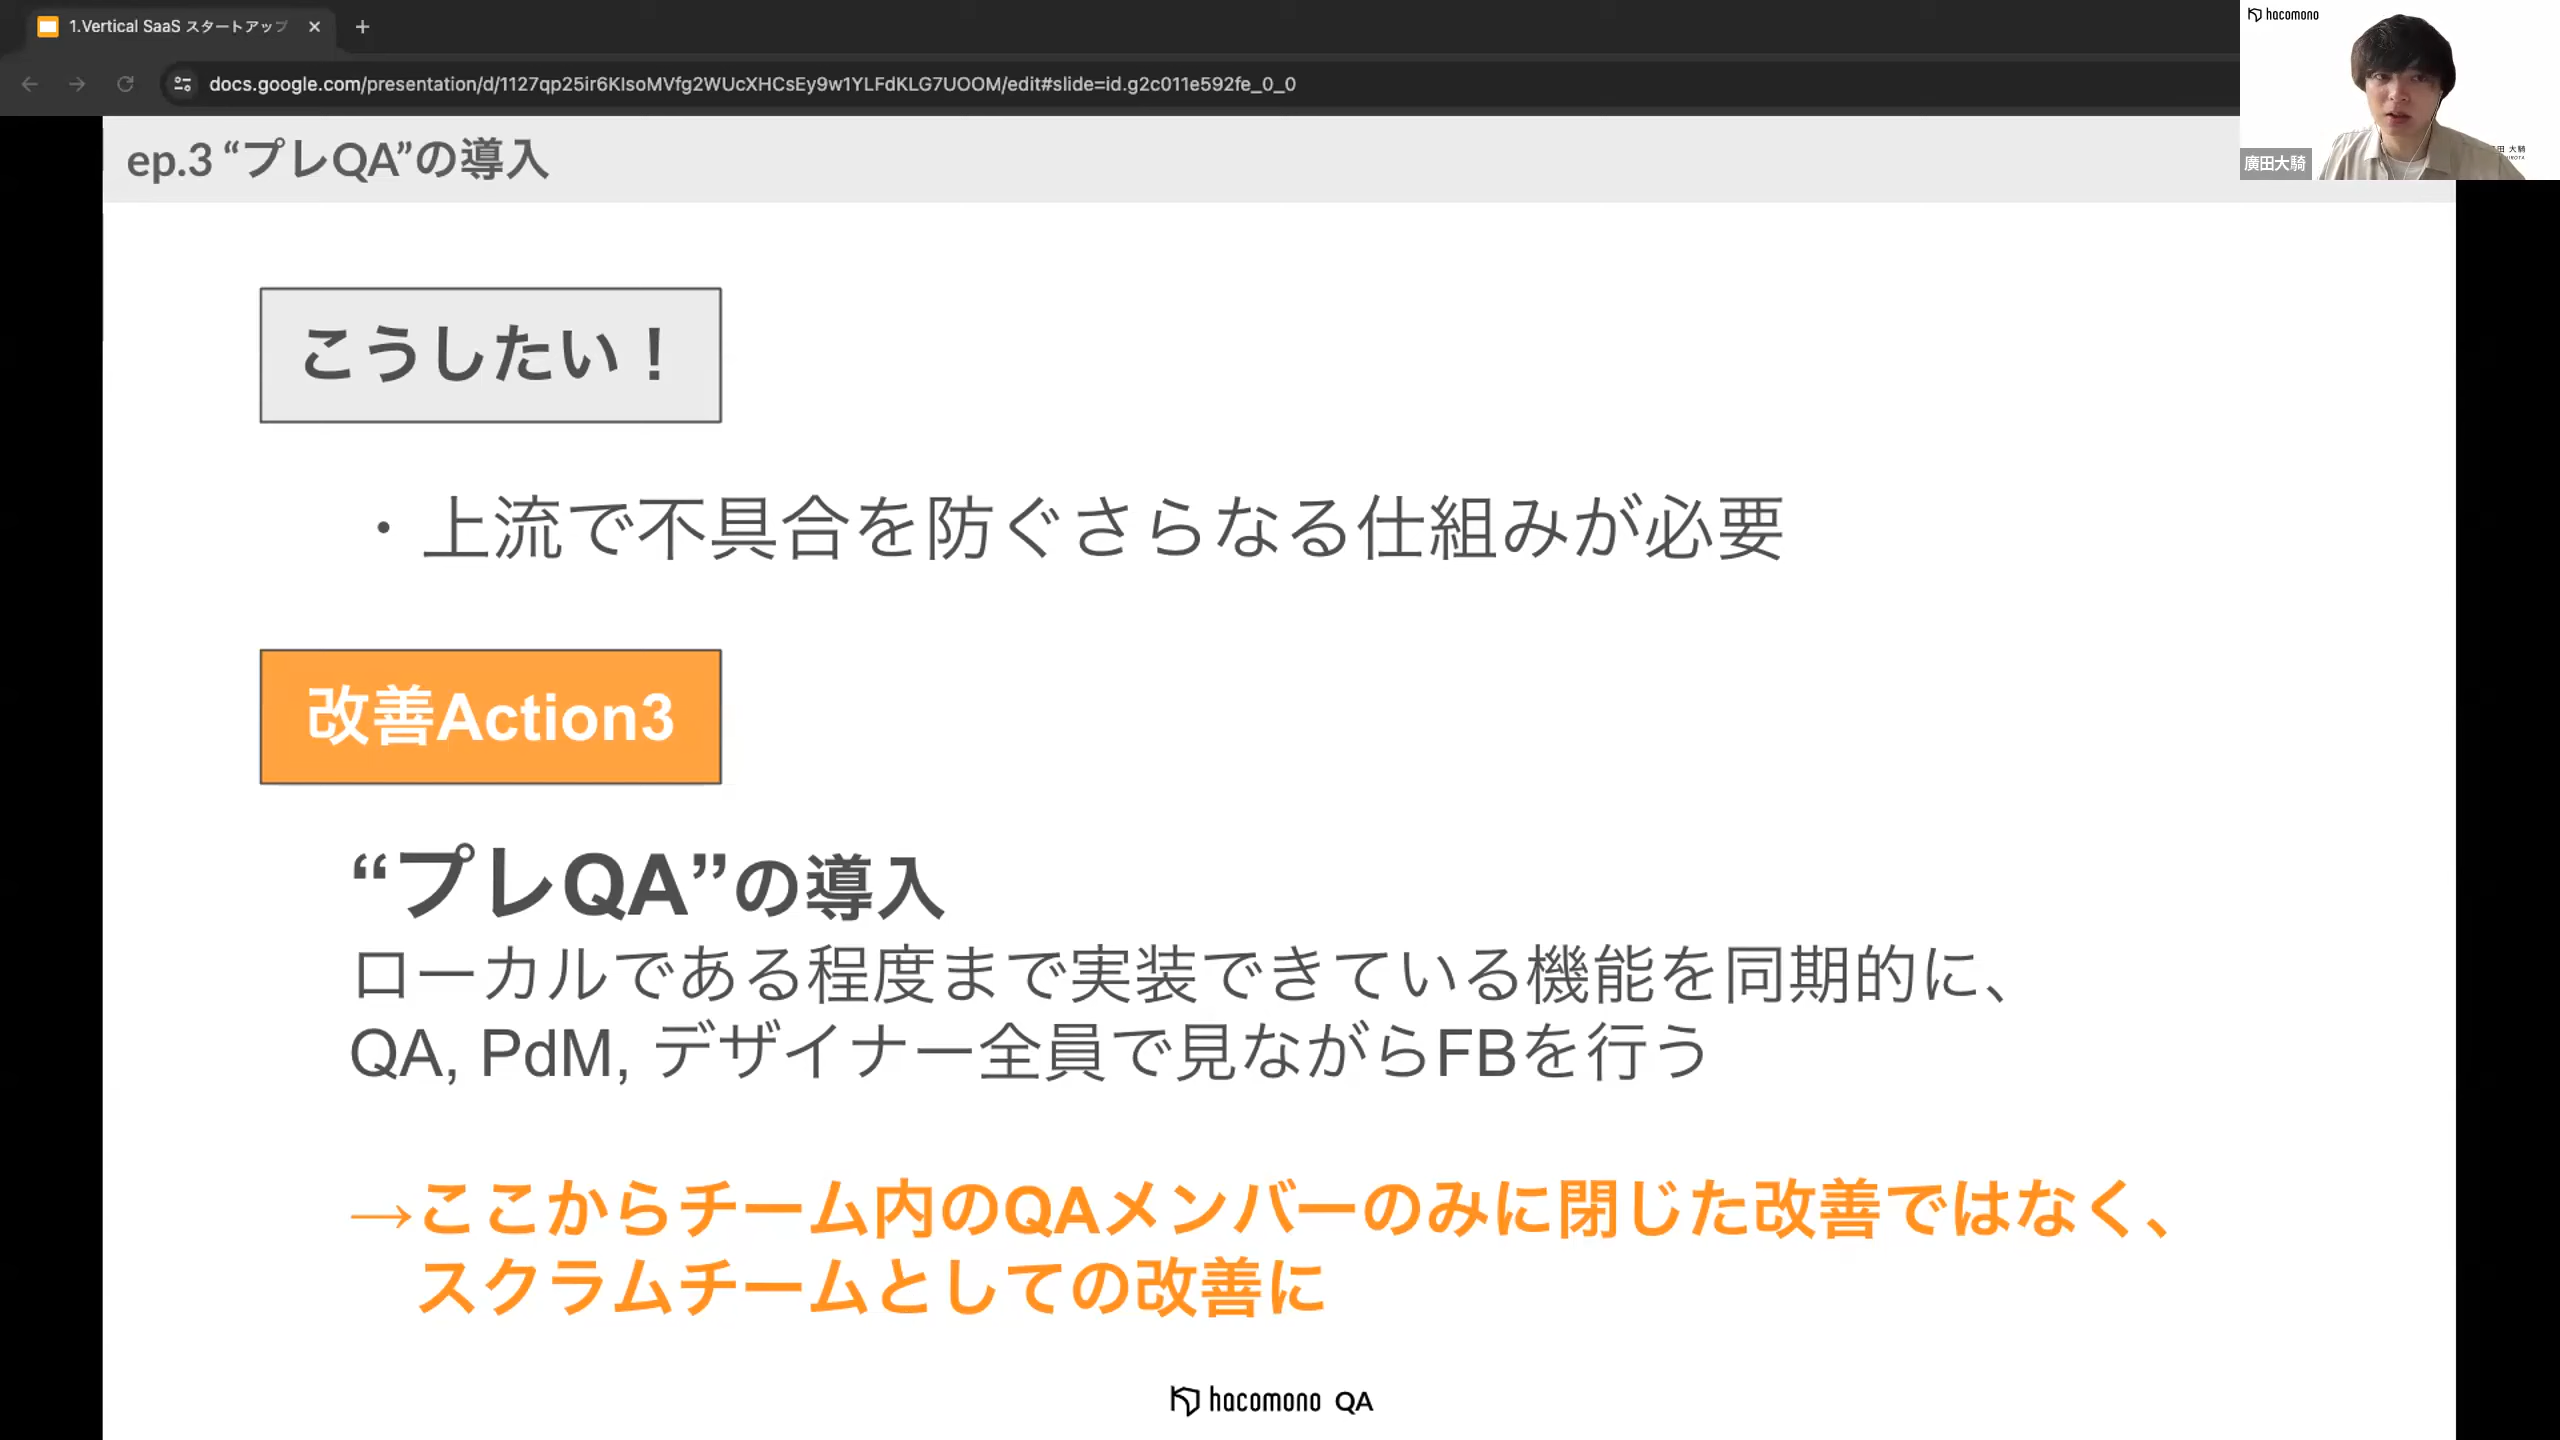 1.Vertical SaaS スタートアップ
docs.google.com/presentation/d/1127qp25ir6KIsoMVfg2WUcXHCsEy9w1YLFdKLG7UOOM/edit#slide=id.g2c011e592fe_0_0
hacomono
大騎
廣田大騎
ep.3 “プレQA”の導入
こうしたい！
・上流で不具合を防ぐさらなる仕組みが必要
改善Action3
“プレQA”の導入
ローカルである程度まで実装できている機能を同期的に、
QA, PdM, デザイナー全員で見ながらFBを行う
→ここからチーム内のQAメンバーのみに閉じた改善ではなく、
スクラムチームとしての改善に
hacomono QA